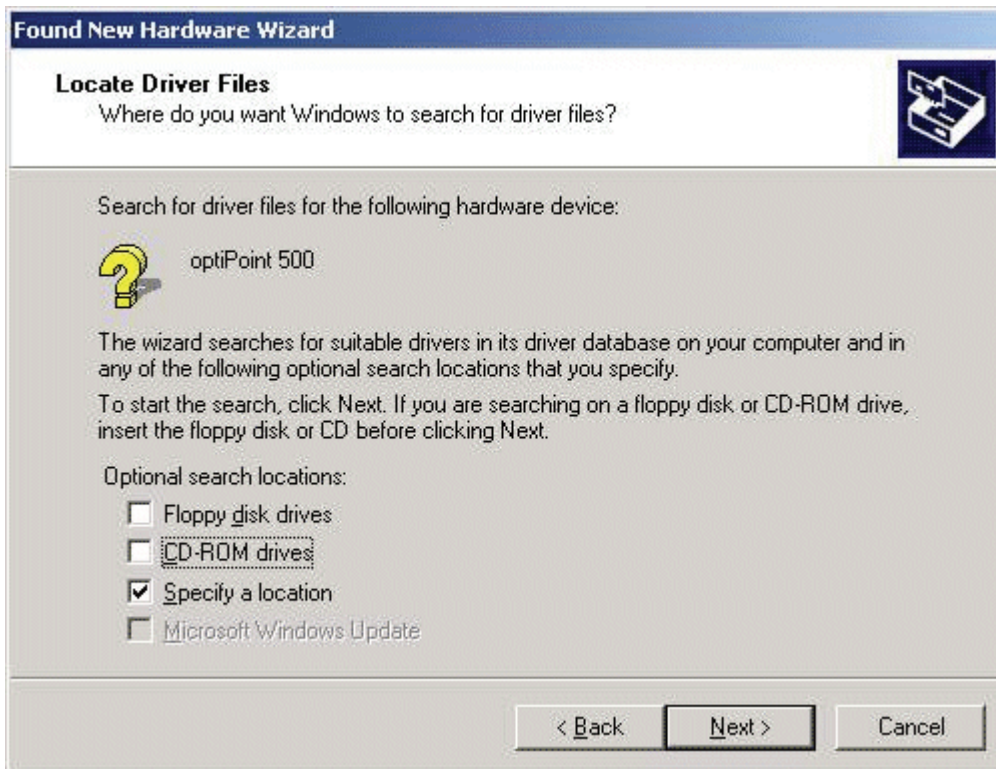 Found New Hardware Wizard
Locate Driver Files
Where do you want Windows to search for driver files?
Search for driver files for the following hardware device:
optiPoint 500
The wizard searches for suitable drivers in its driver database on your computer and in
any of the following optional search locations that you specify.
To start the search, click Next. If you are searching on a floppy disk or CD-ROM drive,
insert the floppy disk or CD before clicking Next.
Optional search locations:
Floppy disk drives
CD-ROM drives
Specify a location
Microsoft Windows Update
< Back Next > Cancel